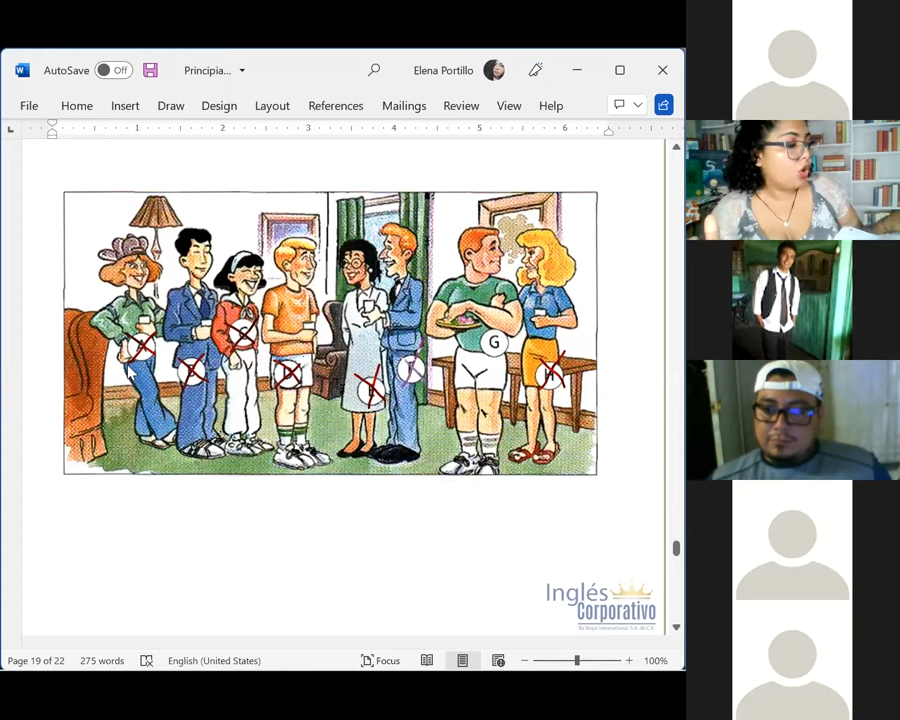 AutoSave Off Principia... Elena Portillo
File Home Insert Draw Design Layout References Mailings Review View Help
1 2 3 4 5 6
A
C
G
H
Inglés
Corporativo
Page 19 of 22 275 words English (United States) Focus 100%